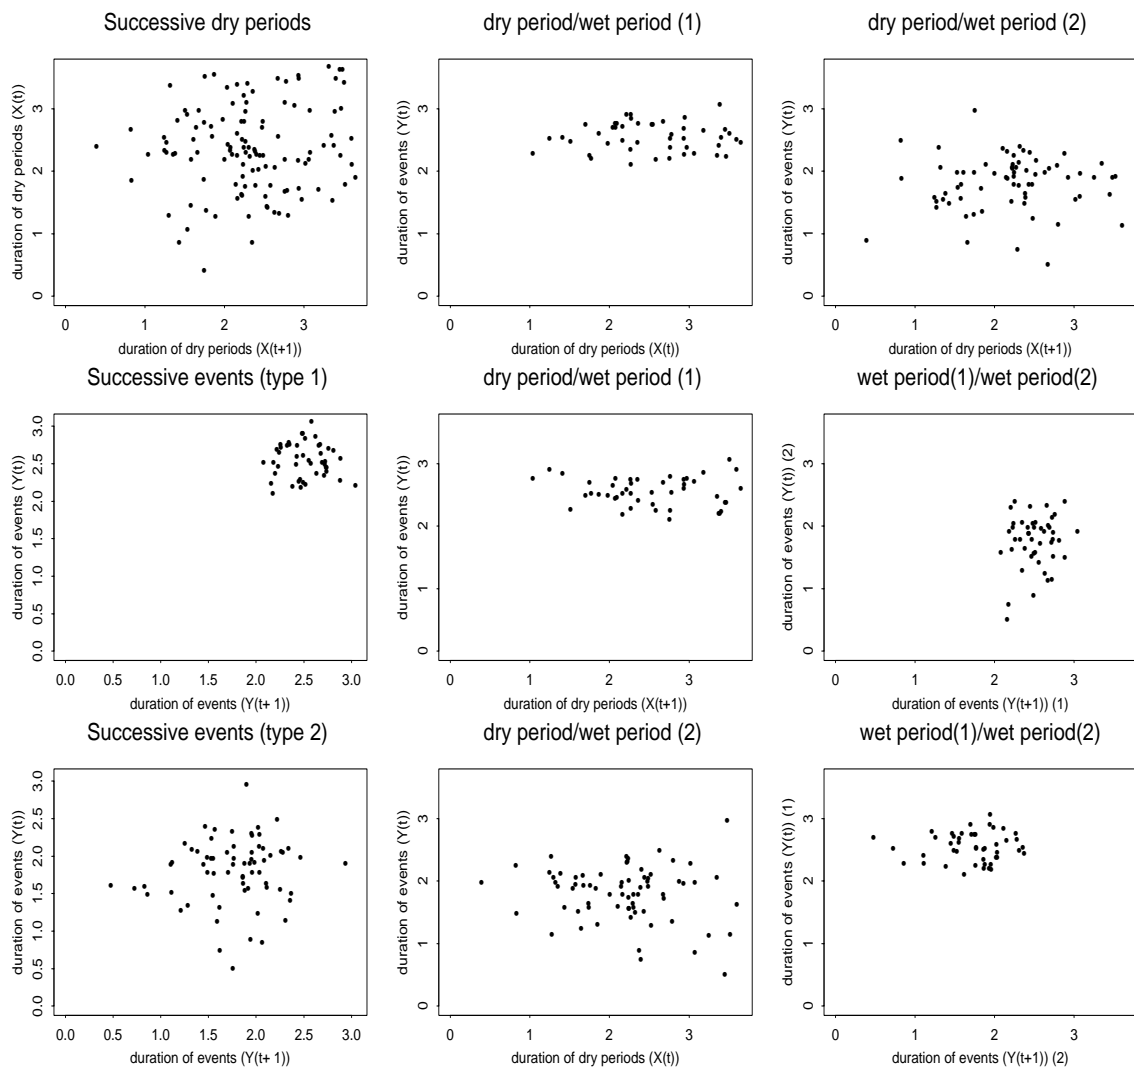 Successive dry periods
dry period/wet period (1)
dry period/wet period (2)
duration of dry periods (X(t))
0 1 2 3
0 1 2 3
duration of dry periods (X(t+1))
duration of events (Y(t))
0 1 2 3
0 1 2 3
duration of dry periods (X(t))
duration of events (Y(t))
0 1 2 3
0 1 2 3
duration of dry periods (X(t+1))
Successive events (type 1)
dry period/wet period (1)
wet period(1)/wet period(2)
duration of events (Y(t))
0.0 0.5 1.0 1.5 2.0 2.5 3.0
0.0 0.5 1.0 1.5 2.0 2.5 3.0
duration of events (Y(t+ 1))
duration of events (Y(t))
0 1 2 3
0 1 2 3
duration of dry periods (X(t+1))
duration of events (Y(t)) (2)
0 1 2 3
0 1 2 3
duration of events (Y(t+1)) (1)
Successive events (type 2)
dry period/wet period (2)
wet period(1)/wet period(2)
duration of events (Y(t))
0.0 0.5 1.0 1.5 2.0 2.5 3.0
0.0 0.5 1.0 1.5 2.0 2.5 3.0
duration of events (Y(t+ 1))
duration of events (Y(t))
0 1 2 3
0 1 2 3
duration of dry periods (X(t))
duration of events (Y(t)) (1)
0 1 2 3
0 1 2 3
duration of events (Y(t+1)) (2)